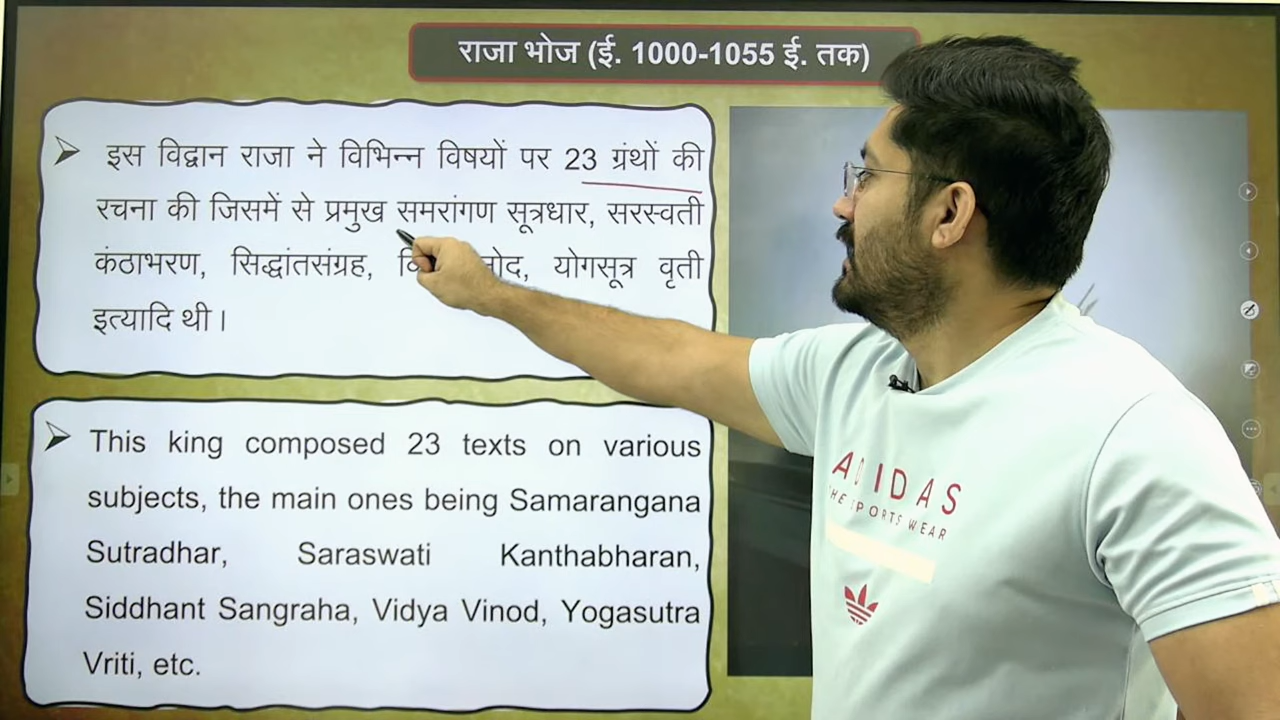 राजा भोज (ई. 1000-1055 ई. तक)
इस विद्वान राजा ने विभिन्न विषयों पर 23 ग्रंथों की
रचना की जिसमें से प्रमुख समरांगण सूत्रधार, सरस्वती
कंठाभरण, सिद्धांतसंग्रह, योगसूत्र वृती
इत्यादि थी।
This king composed 23 texts on various
subjects, the main ones being Samarangana
Sutradhar, Saraswati Kanthabharan,
Siddhant Sangraha, Vidya Vinod, Yogasutra
Vriti, etc.
ADIDAS
THE SPORTS WEAR